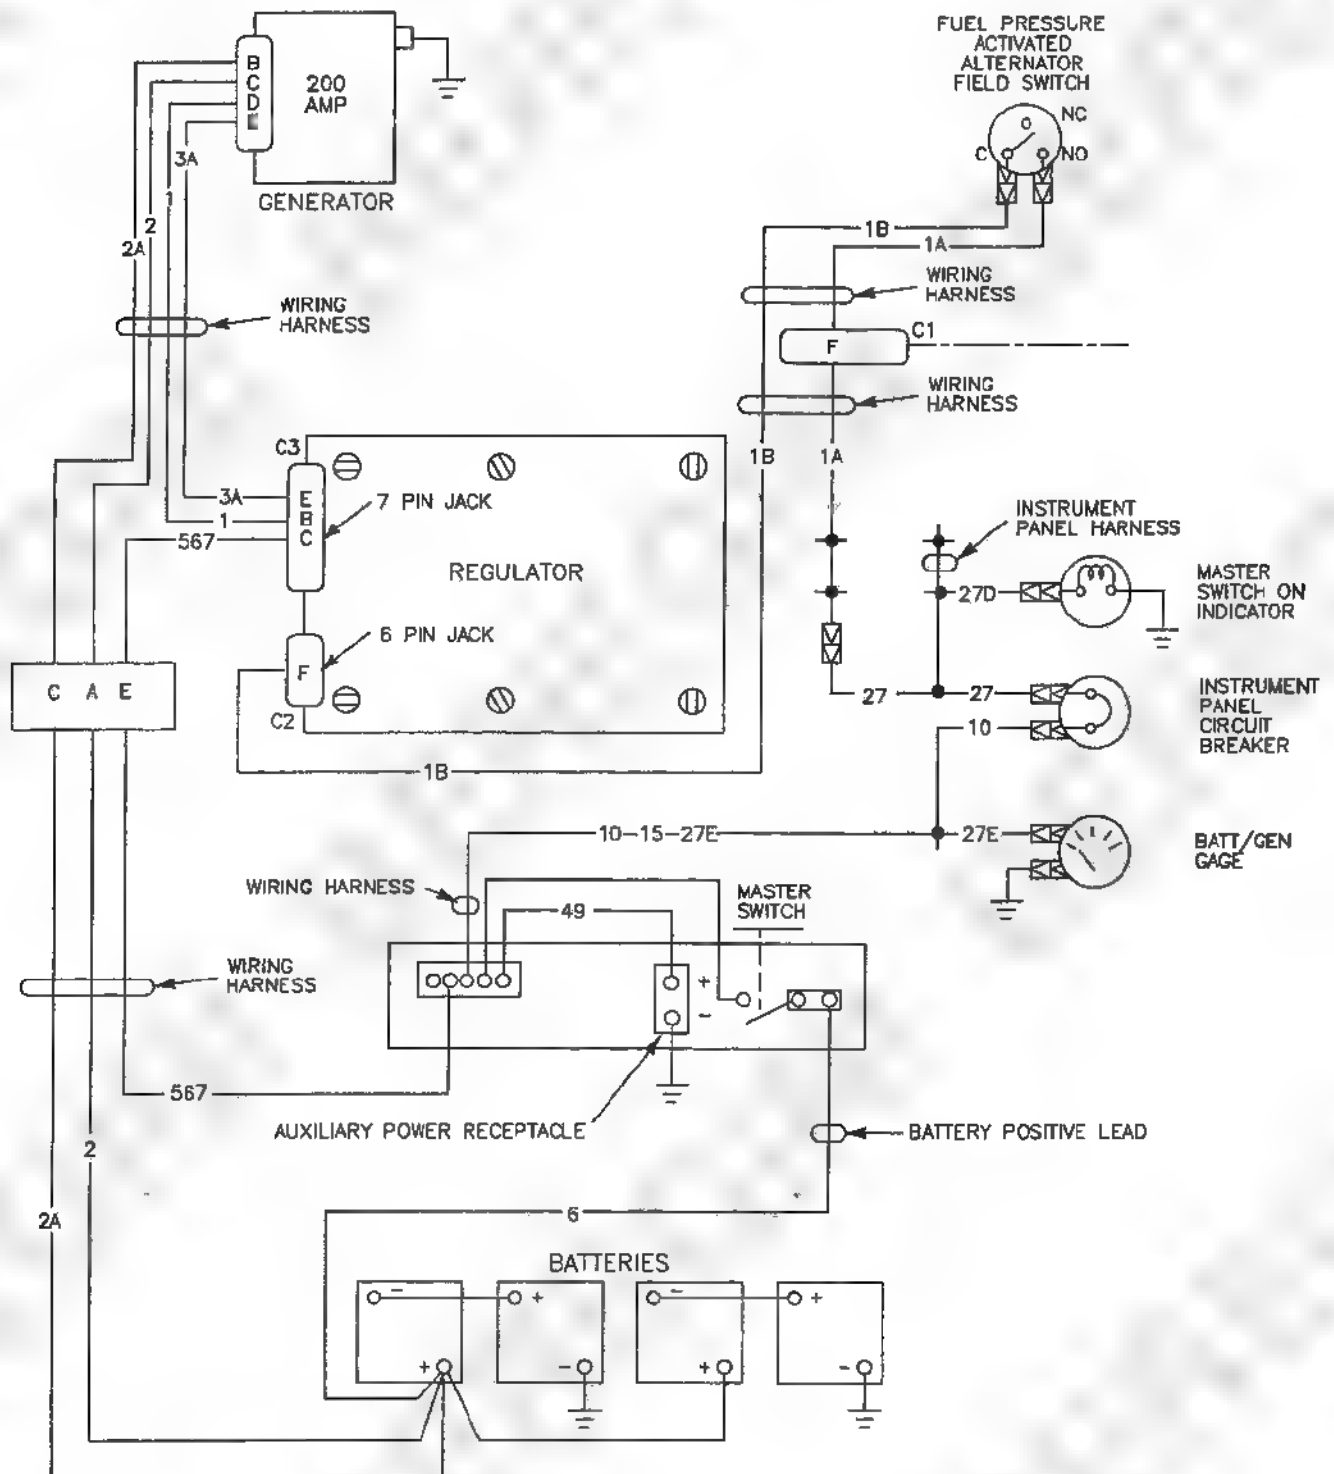 FUEL PRESSURE
ACTIVATED
ALTERNATOR
FIELD SWITCH
NC
O
C
NO
B
C
D
200
AMP
3A
GENERATOR
1
2
2A
1B
1A
WIRING
HARNESS
WIRING
HARNESS
C1
F
WIRING
HARNESS
C3
1B
1A
3A
E
7 PIN JACK
1
B
567
C
REGULATOR
INSTRUMENT
PANEL HARNESS
27D
MASTER
SWITCH ON
INDICATOR
6 PIN JACK
F
C2
C A E
27
27
10
INSTRUMENT
PANEL
CIRCUIT
BREAKER
1B
10-15-27E
27E
BATT/GEN
GAGE
WIRING HARNESS
49
MASTER
SWITCH
WIRING
HARNESS
+
-
567
AUXILIARY POWER RECEPTACLE
BATTERY POSITIVE LEAD
2
2A
6
BATTERIES
- + - +
+ - + -